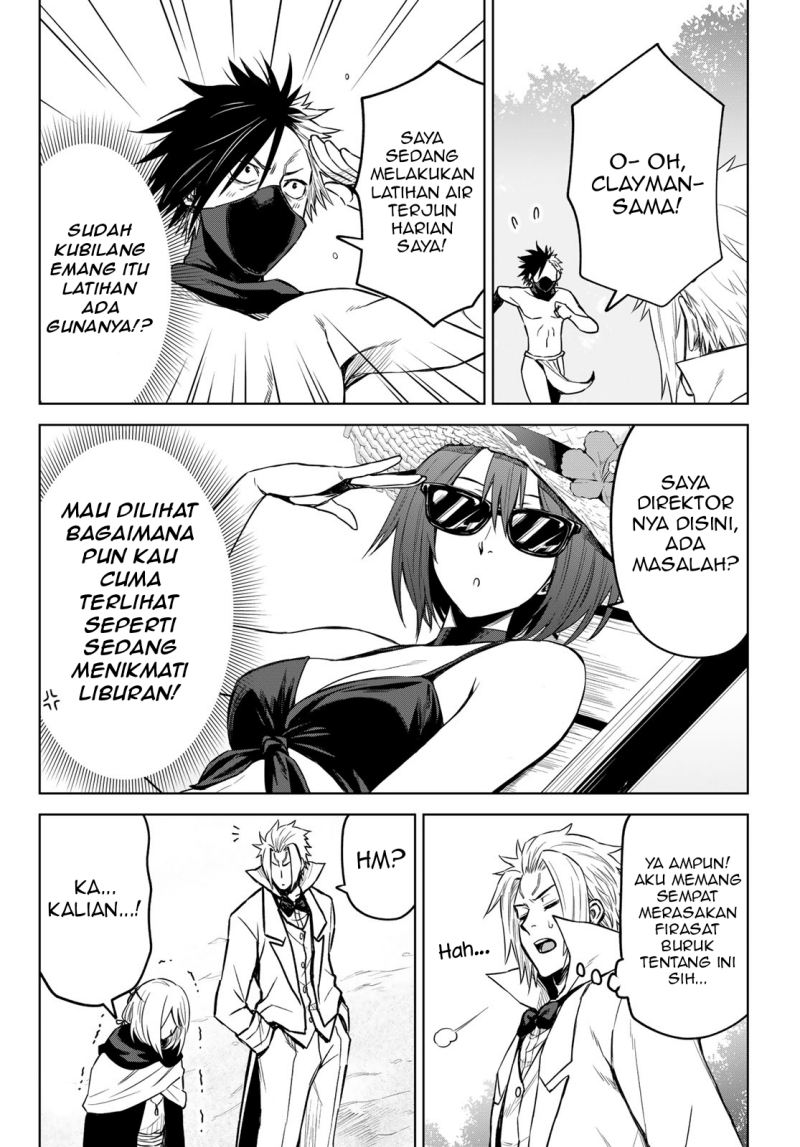 O- OH,
CLAYMAN-
SAMA!
SAYA
SEDANG
MELAKUKAN
LATIHAN AIR
TERJUN
HARIAN
SAYA!
SUDAH
KUBILANG
EMANG ITU
LATIHAN
ADA
GUNANYA!?
SAYA
DIREKTOR
NYA DISINI,
ADA
MASALAH?
MAU DILIHAT
BAGAIMANA
PUN KAU
CUMA
TERLIHAT
SEPERTI
SEDANG
MENIKMATI
LIBURAN!
YA AMPUN!
AKU MEMANG
SEMPAT
MERASAKAN
FIRASAT
BURUK
TENTANG INI
SIH...
Hah...
HM?
KA...
KALIAN...!